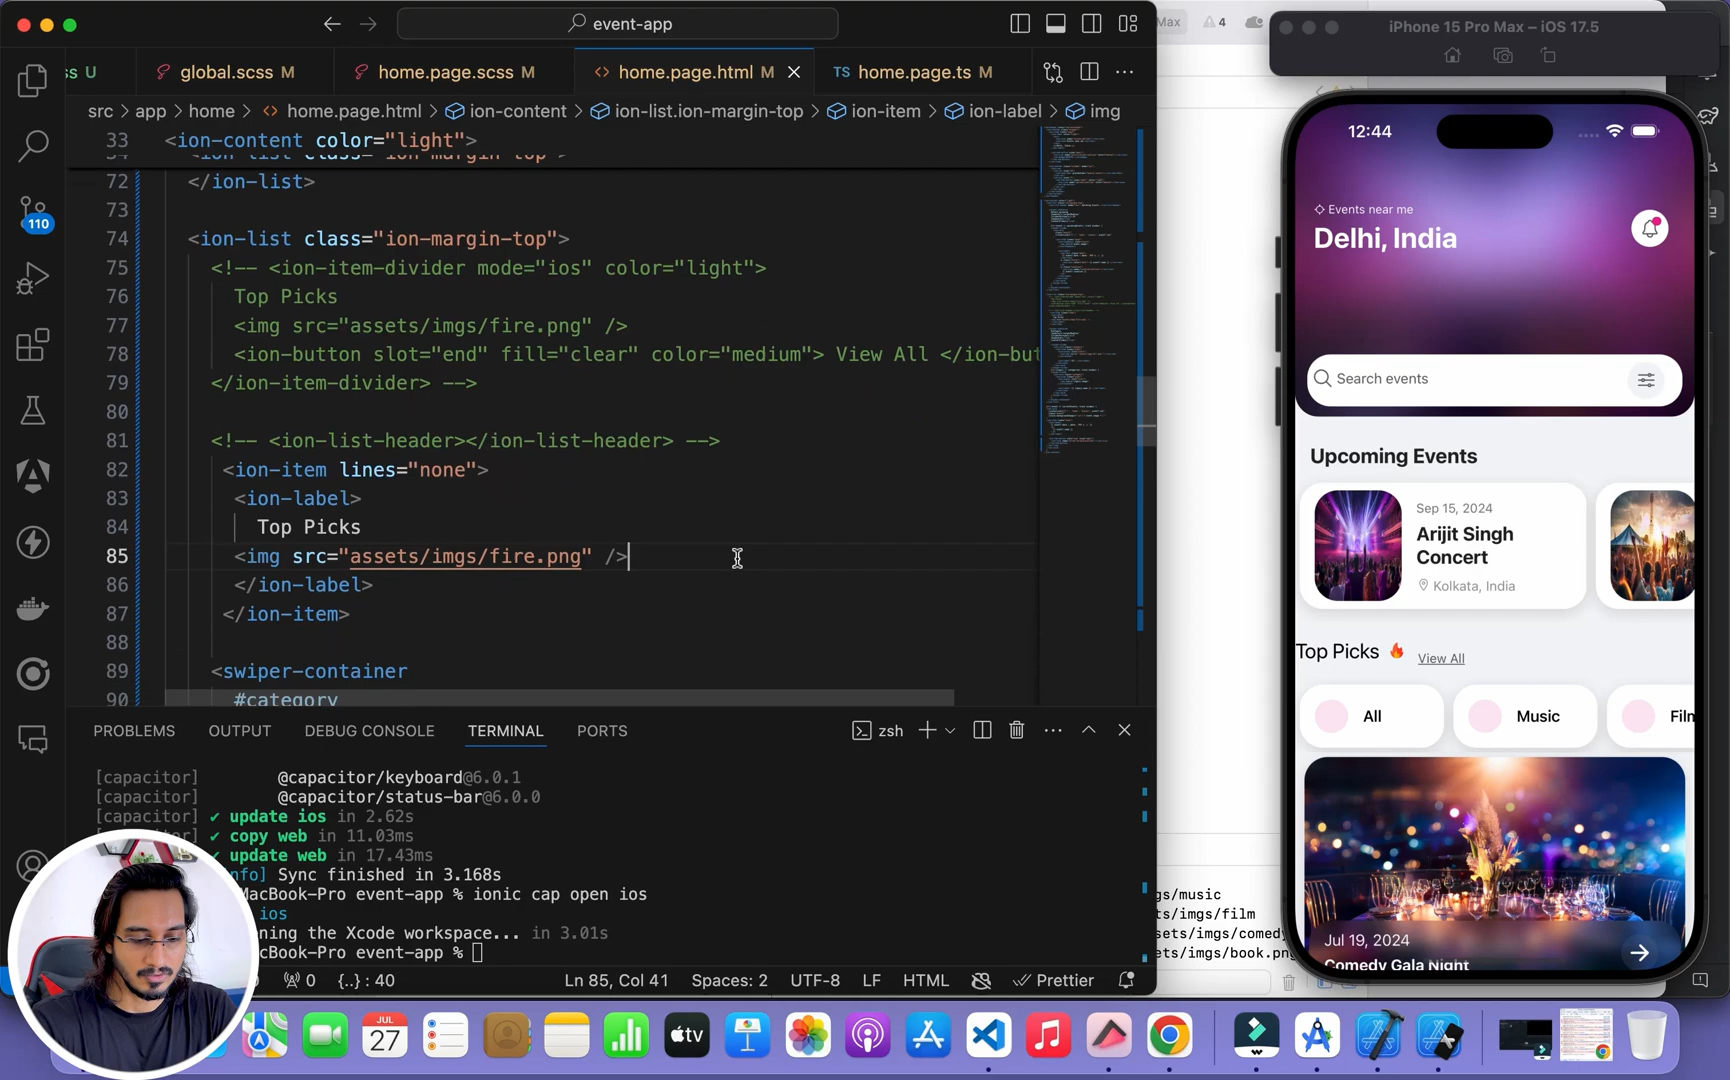 event-app
ss U
global.scss M
home.page.scss M
home.page.html M
TS home.page.ts M
src > app > home > <> home.page.html > ion-content > ion-list.ion-margin-top > ion-item > ion-label > img
33 <ion-content color="light">
72 </ion-list>
73
74 <ion-list class="ion-margin-top">
75 <!-- <ion-item-divider mode="ios" color="light">
76 Top Picks
77 <img src="assets/imgs/fire.png" />
78 <ion-button slot="end" fill="clear" color="medium"> View All </ion-but
79 </ion-item-divider> -->
80
81 <!-- <ion-list-header></ion-list-header> -->
82 <ion-item lines="none">
83 <ion-label>
84 Top Picks
85 <img src="assets/imgs/fire.png" />
86 </ion-label>
87 </ion-item>
88
89 <swiper-container
90 #category
110
PROBLEMS OUTPUT DEBUG CONSOLE TERMINAL PORTS
zsh
[capacitor] @capacitor/keyboard@6.0.1
[capacitor] @capacitor/status-bar@6.0.0
[capacitor] ✔ update ios in 2.62s
✔ copy web in 11.03ms
✔ update web in 17.43ms
nfo] Sync finished in 3.168s
MacBook-Pro event-app % ionic cap open ios
ios
ning the Xcode workspace... in 3.01s
cBook-Pro event-app %
0 {..} : 40 Ln 85, Col 41 Spaces: 2 UTF-8 LF HTML Prettier
Max 4
gs/music
ts/imgs/film
sets/imgs/comedy
ets/imgs/book.png
iPhone 15 Pro Max – iOS 17.5
12:44
Events near me
Delhi, India
Search events
Upcoming Events
Sep 15, 2024
Arijit Singh
Concert
Kolkata, India
Top Picks 🔥 View All
All Music Film
Jul 19, 2024
Comedy Gala Night
JUL
27
tv